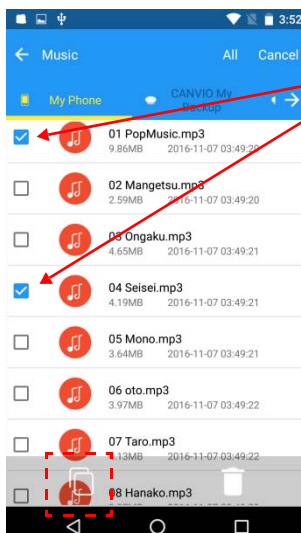 3:52
Music All Cancel
My Phone CANVIO My
Backup
01 PopMusic.mp3
9.86MB 2016-11-07 03:49:20
02 Mangetsu.mp3
2.59MB 2016-11-07 03:49:20
03 Ongaku.mp3
4.65MB 2016-11-07 03:49:21
04 Seisei.mp3
4.19MB 2016-11-07 03:49:21
05 Mono.mp3
3.64MB 2016-11-07 03:49:21
06 oto.mp3
3.97MB 2016-11-07 03:49:22
07 Taro.mp3
2016-11-07 03:49:22
08 Hanako.mp3